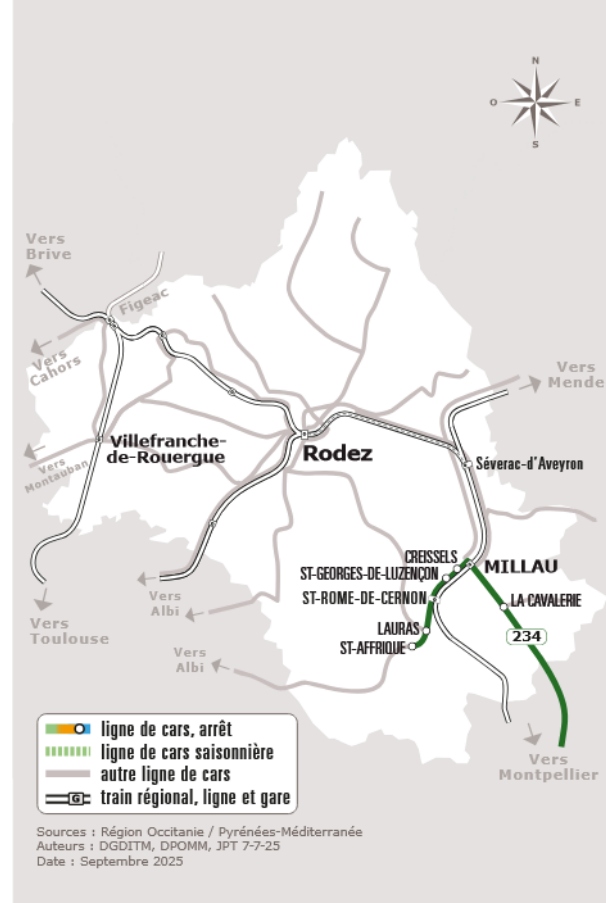 N
O
E
S
Vers
Brive
Figeac
Vers
Cahors
Vers
Mende
Villefranche-
de-Rouergue
Rodez
Vers
Montauban
Séverac-d'Aveyron
CREISSELS
MILLAU
ST-GEORGES-DE-LUZENÇON
ST-ROME-DE-CERNON
LA CAVALERIE
Vers
Albi
Vers
Toulouse
LAURAS
234
ST-AFFRIQUE
Vers
Albi
Vers
Montpellier
ligne de cars, arrêt
ligne de cars saisonnière
autre ligne de cars
G train régional, ligne et gare
Sources : Région Occitanie / Pyrénées-Méditerranée
Auteurs : DGDITM, DPOMM, JPT 7-7-25
Date : Septembre 2025